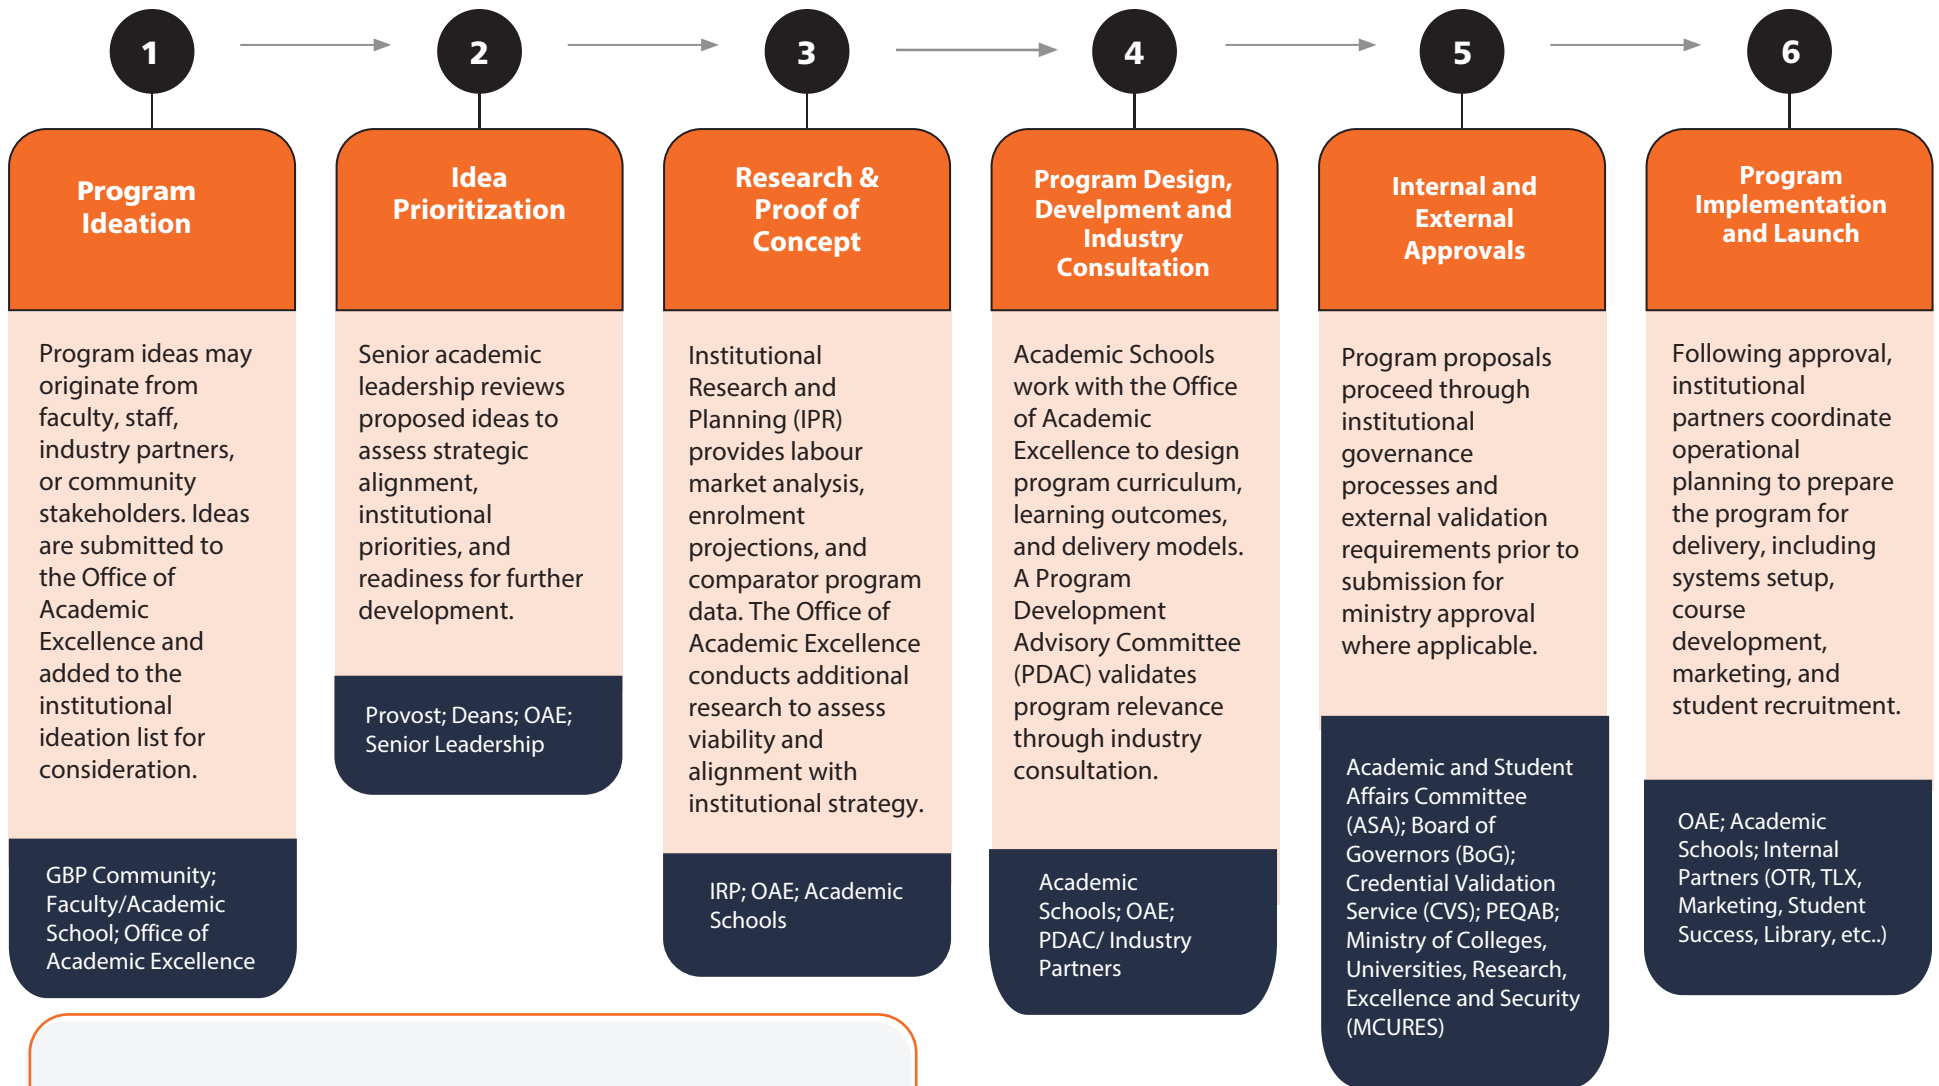 1
2
3
4
5
6
Program
Ideation
Program ideas may
originate from
faculty, staff,
industry partners,
or community
stakeholders. Ideas
are submitted to
the Office of
Academic
Excellence and
added to the
institutional
ideation list for
consideration.
GBP Community;
Faculty/Academic
School; Office of
Academic Excellence
Idea
Prioritization
Senior academic
leadership reviews
proposed ideas to
assess strategic
alignment,
institutional
priorities, and
readiness for further
development.
Provost; Deans; OAE;
Senior Leadership
Research &
Proof of
Concept
Institutional
Research and
Planning (IPR)
provides labour
market analysis,
enrolment
projections, and
comparator program
data. The Office of
Academic Excellence
conducts additional
research to assess
viability and
alignment with
institutional strategy.
IRP; OAE; Academic
Schools
Program Design,
Develpment and
Industry
Consultation
Academic Schools
work with the Office
of Academic
Excellence to design
program curriculum,
learning outcomes,
and delivery models.
A Program
Development
Advisory Committee
(PDAC) validates
program relevance
through industry
consultation.
Academic
Schools; OAE;
PDAC/ Industry
Partners
Internal and
External
Approvals
Program proposals
proceed through
institutional
governance
processes and
external validation
requirements prior to
submission for
ministry approval
where applicable.
Academic and Student
Affairs Committee
(ASA); Board of
Governors (BoG);
Credential Validation
Service (CVS); PEQAB;
Ministry of Colleges,
Universities, Research,
Excellence and Security
(MCURES)
Program
Implementation
and Launch
Following approval,
institutional
partners coordinate
operational
planning to prepare
the program for
delivery, including
systems setup,
course
development,
marketing, and
student recruitment.
OAE; Academic
Schools; Internal
Partners (OTR, TLX,
Marketing, Student
Success, Library, etc..)